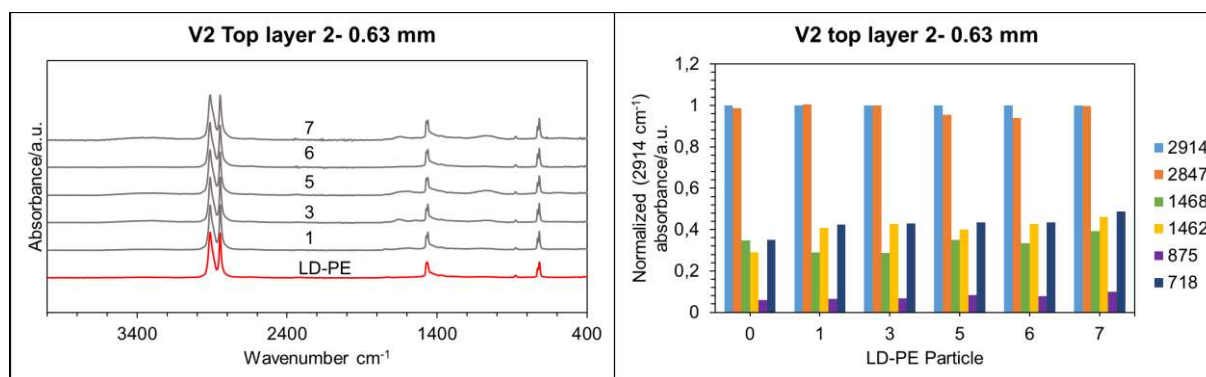 V2 Top layer 2- 0.63 mm
Absorbance/a.u.
7
6
5
3
1
LD-PE
3400 2400 1400 400
Wavenumber cm-1
V2 top layer 2- 0.63 mm
Normalized (2914 cm-1)
absorbance/a.u.
1,2
1
0,8
0,6
0,4
0,2
0
0 1 3 5 6 7
LD-PE Particle
2914
2847
1468
1462
875
718